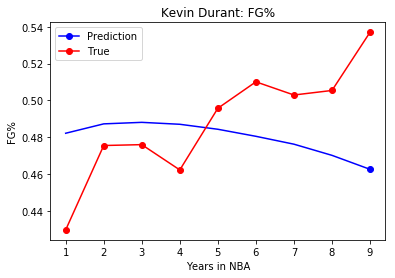 Kevin Durant: FG%
Prediction
True
FG%
0.54
0.52
0.50
0.48
0.46
0.44
1 2 3 4 5 6 7 8 9
Years in NBA